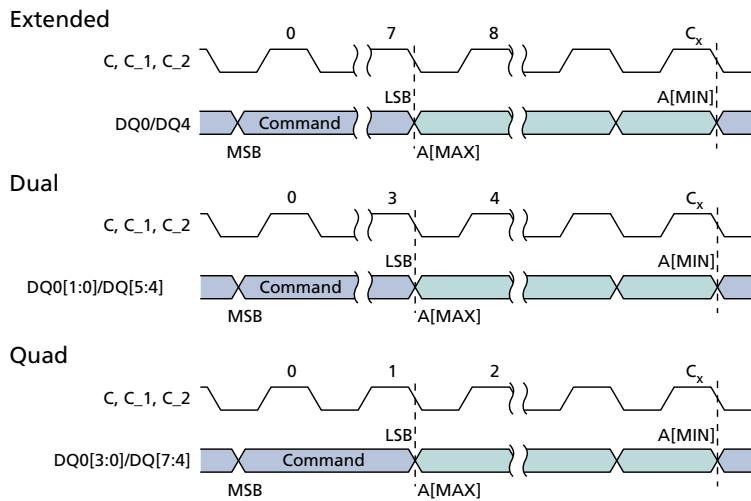 Extended
0 7 8 Cx
C, C_1, C_2
LSB A[MIN]
DQ0/DQ4 Command
MSB A[MAX]
Dual
0 3 4 Cx
C, C_1, C_2
LSB A[MIN]
DQ0[1:0]/DQ[5:4] Command
MSB A[MAX]
Quad
0 1 2 Cx
C, C_1, C_2
LSB A[MIN]
DQ0[3:0]/DQ[7:4] Command
MSB A[MAX]